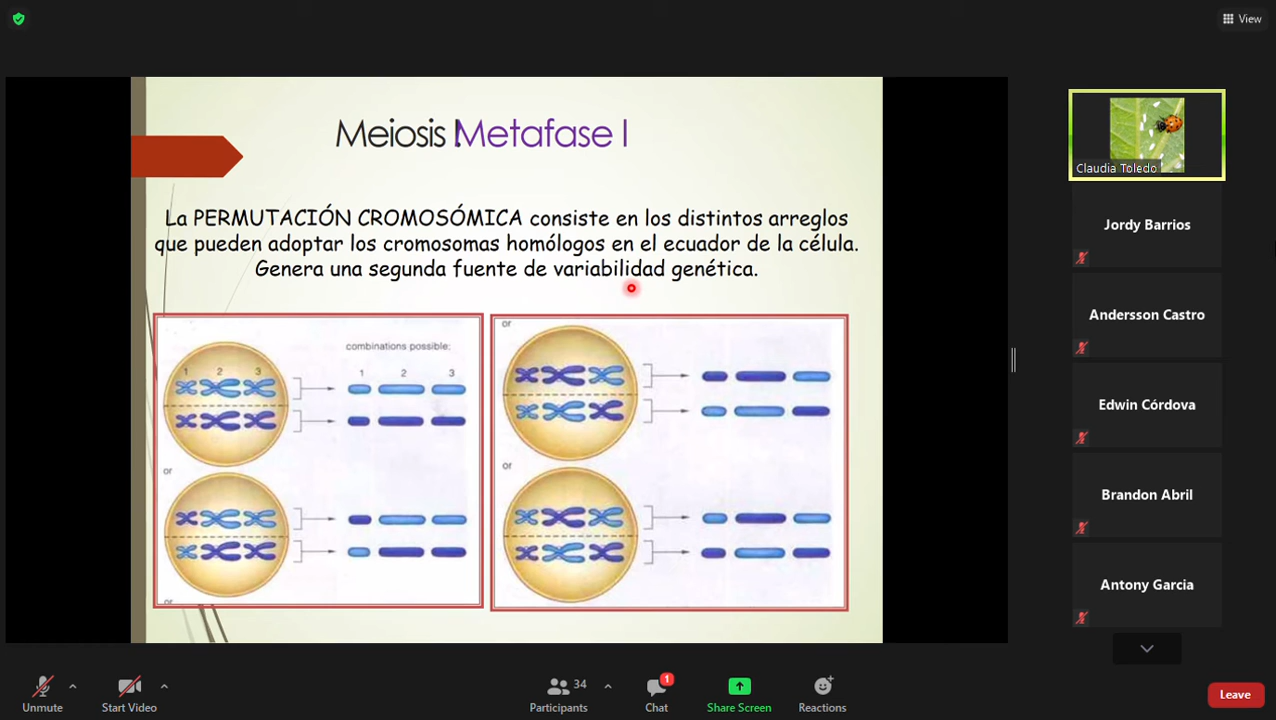 View
Meiosis I: Metafase I
La PERMUTACIÓN CROMOSÓMICA consiste en los distintos arreglos
que pueden adoptar los cromosomas homólogos en el ecuador de la célula.
Genera una segunda fuente de variabilidad genética.
combinations possible:
1 2 3
1 2 3
or
or
or
or
Claudia Toledo
Jordy Barrios
Andersson Castro
Edwin Córdova
Brandon Abril
Antony Garcia
Unmute
Start Video
34
Participants
1
Chat
Share Screen
Reactions
Leave